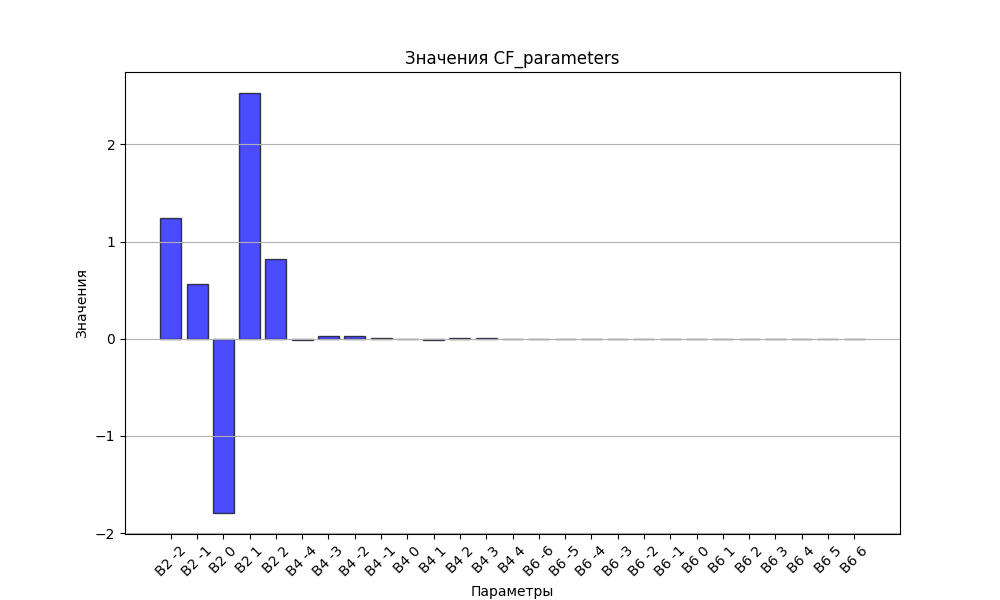 Значения CF_parameters
Значения
2
1
0
−1
−2
B2 -2
B2 -1
B2 0
B2 1
B2 2
B4 -4
B4 -3
B4 -2
B4 -1
B4 0
B4 1
B4 2
B4 3
B4 4
B6 -6
B6 -5
B6 -4
B6 -3
B6 -2
B6 -1
B6 0
B6 1
B6 2
B6 3
B6 4
B6 5
B6 6
Параметры